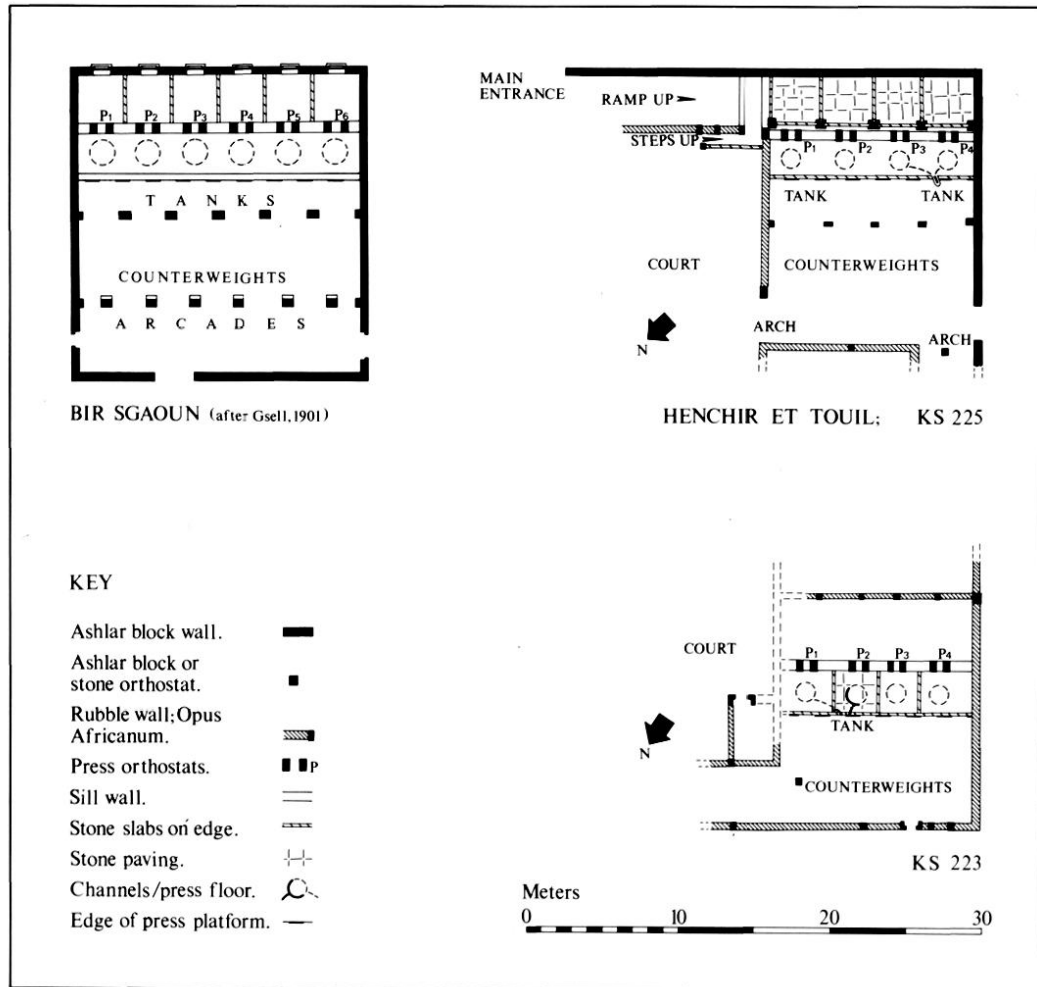 P1 P2 P3 P4 P5 P6
T A N K S
COUNTERWEIGHTS
A R C A D E S
BIR SGAOUN (after Gsell, 1901)
MAIN
ENTRANCE
RAMP UP
STEPS UP
P1 P2 P3 P4
TANK TANK
COURT
COUNTERWEIGHTS
N
ARCH
ARCH
HENCHIR ET TOUIL; KS 225
KEY
Ashlar block wall.
Ashlar block or
stone orthostat.
Rubble wall; Opus
Africanum.
Press orthostats.
P
Sill wall.
Stone slabs on edge.
Stone paving.
Channels/press floor.
Edge of press platform.
COURT
P1 P2 P3 P4
TANK
N
COUNTERWEIGHTS
KS 223
Meters
0 10 20 30